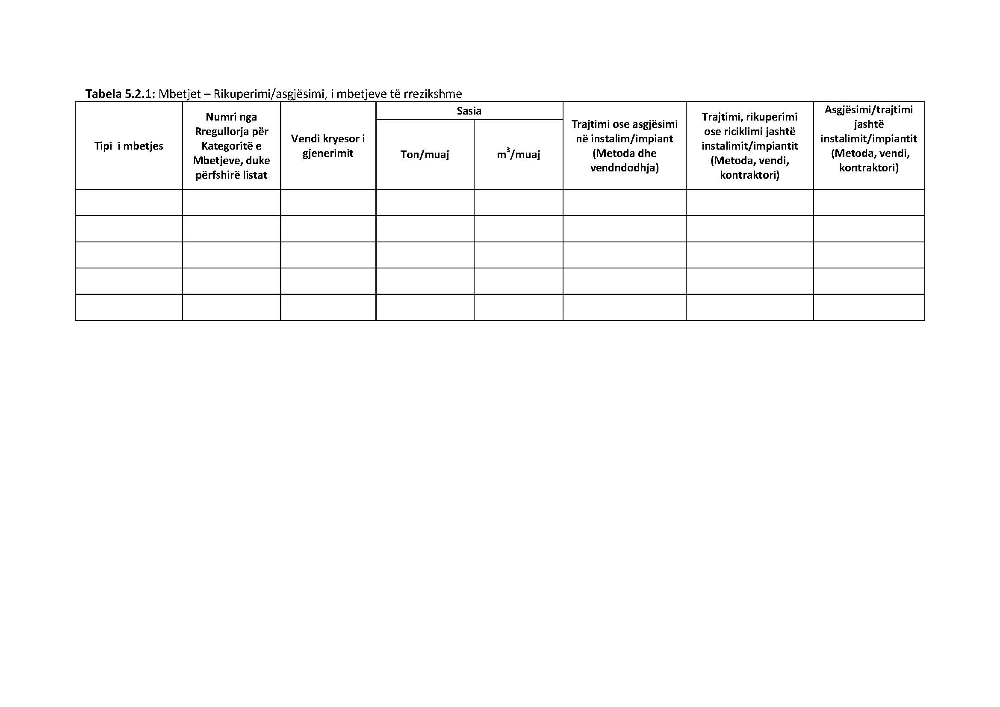 Tabela 5.2.1: Mbetjet – Rikuperimi/asgjësimi, i mbetjeve të rrezikshme
Tipi i mbetjes
Numri nga
Rregullorja për
Kategoritë e
Mbetjeve, duke
përfshirë listat
Vendi kryesor i
gjenerimit
Sasia
Ton/muaj
m³/muaj
Trajtimi ose asgjësimi
në instalim/impiant
(Metoda dhe
vendndodhja)
Trajtimi, rikuperimi
ose riciklimi jashtë
instalimit/impiantit
(Metoda, vendi,
kontraktori)
Asgjësimi/trajtimi
jashtë
instalimit/impiantit
(Metoda, vendi,
kontraktori)